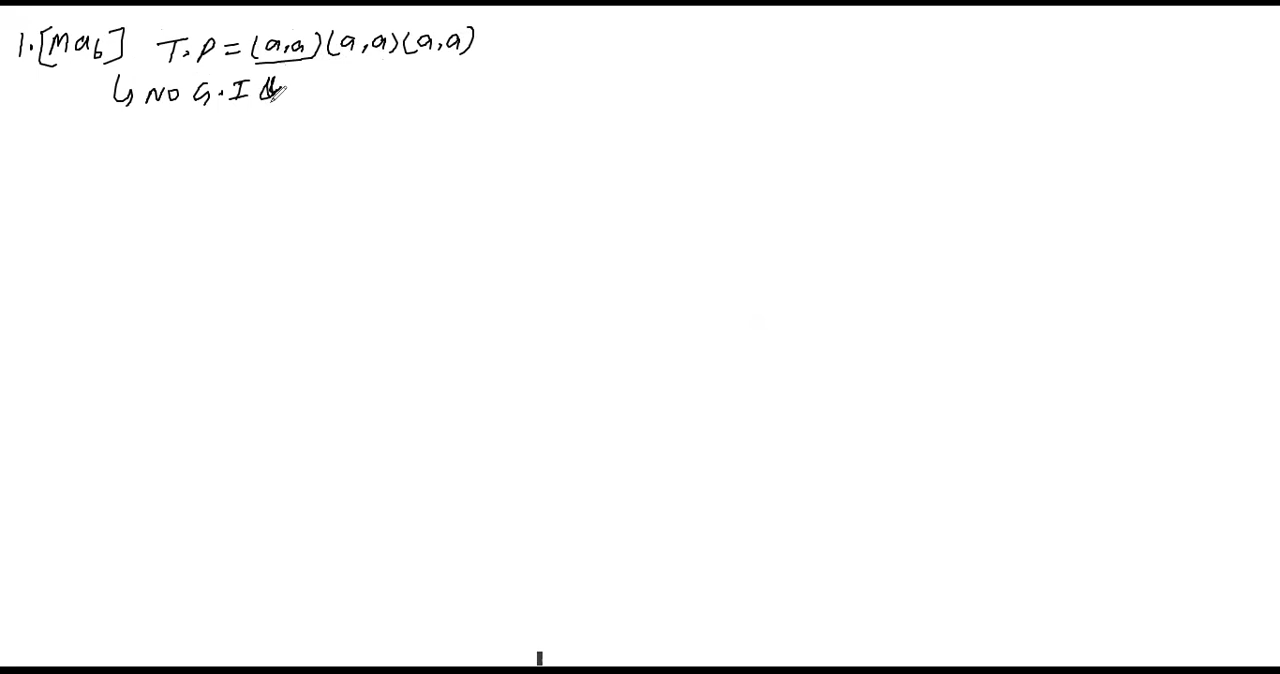 1.[Ma6] T.P = (a,a)(a,a)(a,a)
↳ NO G.I